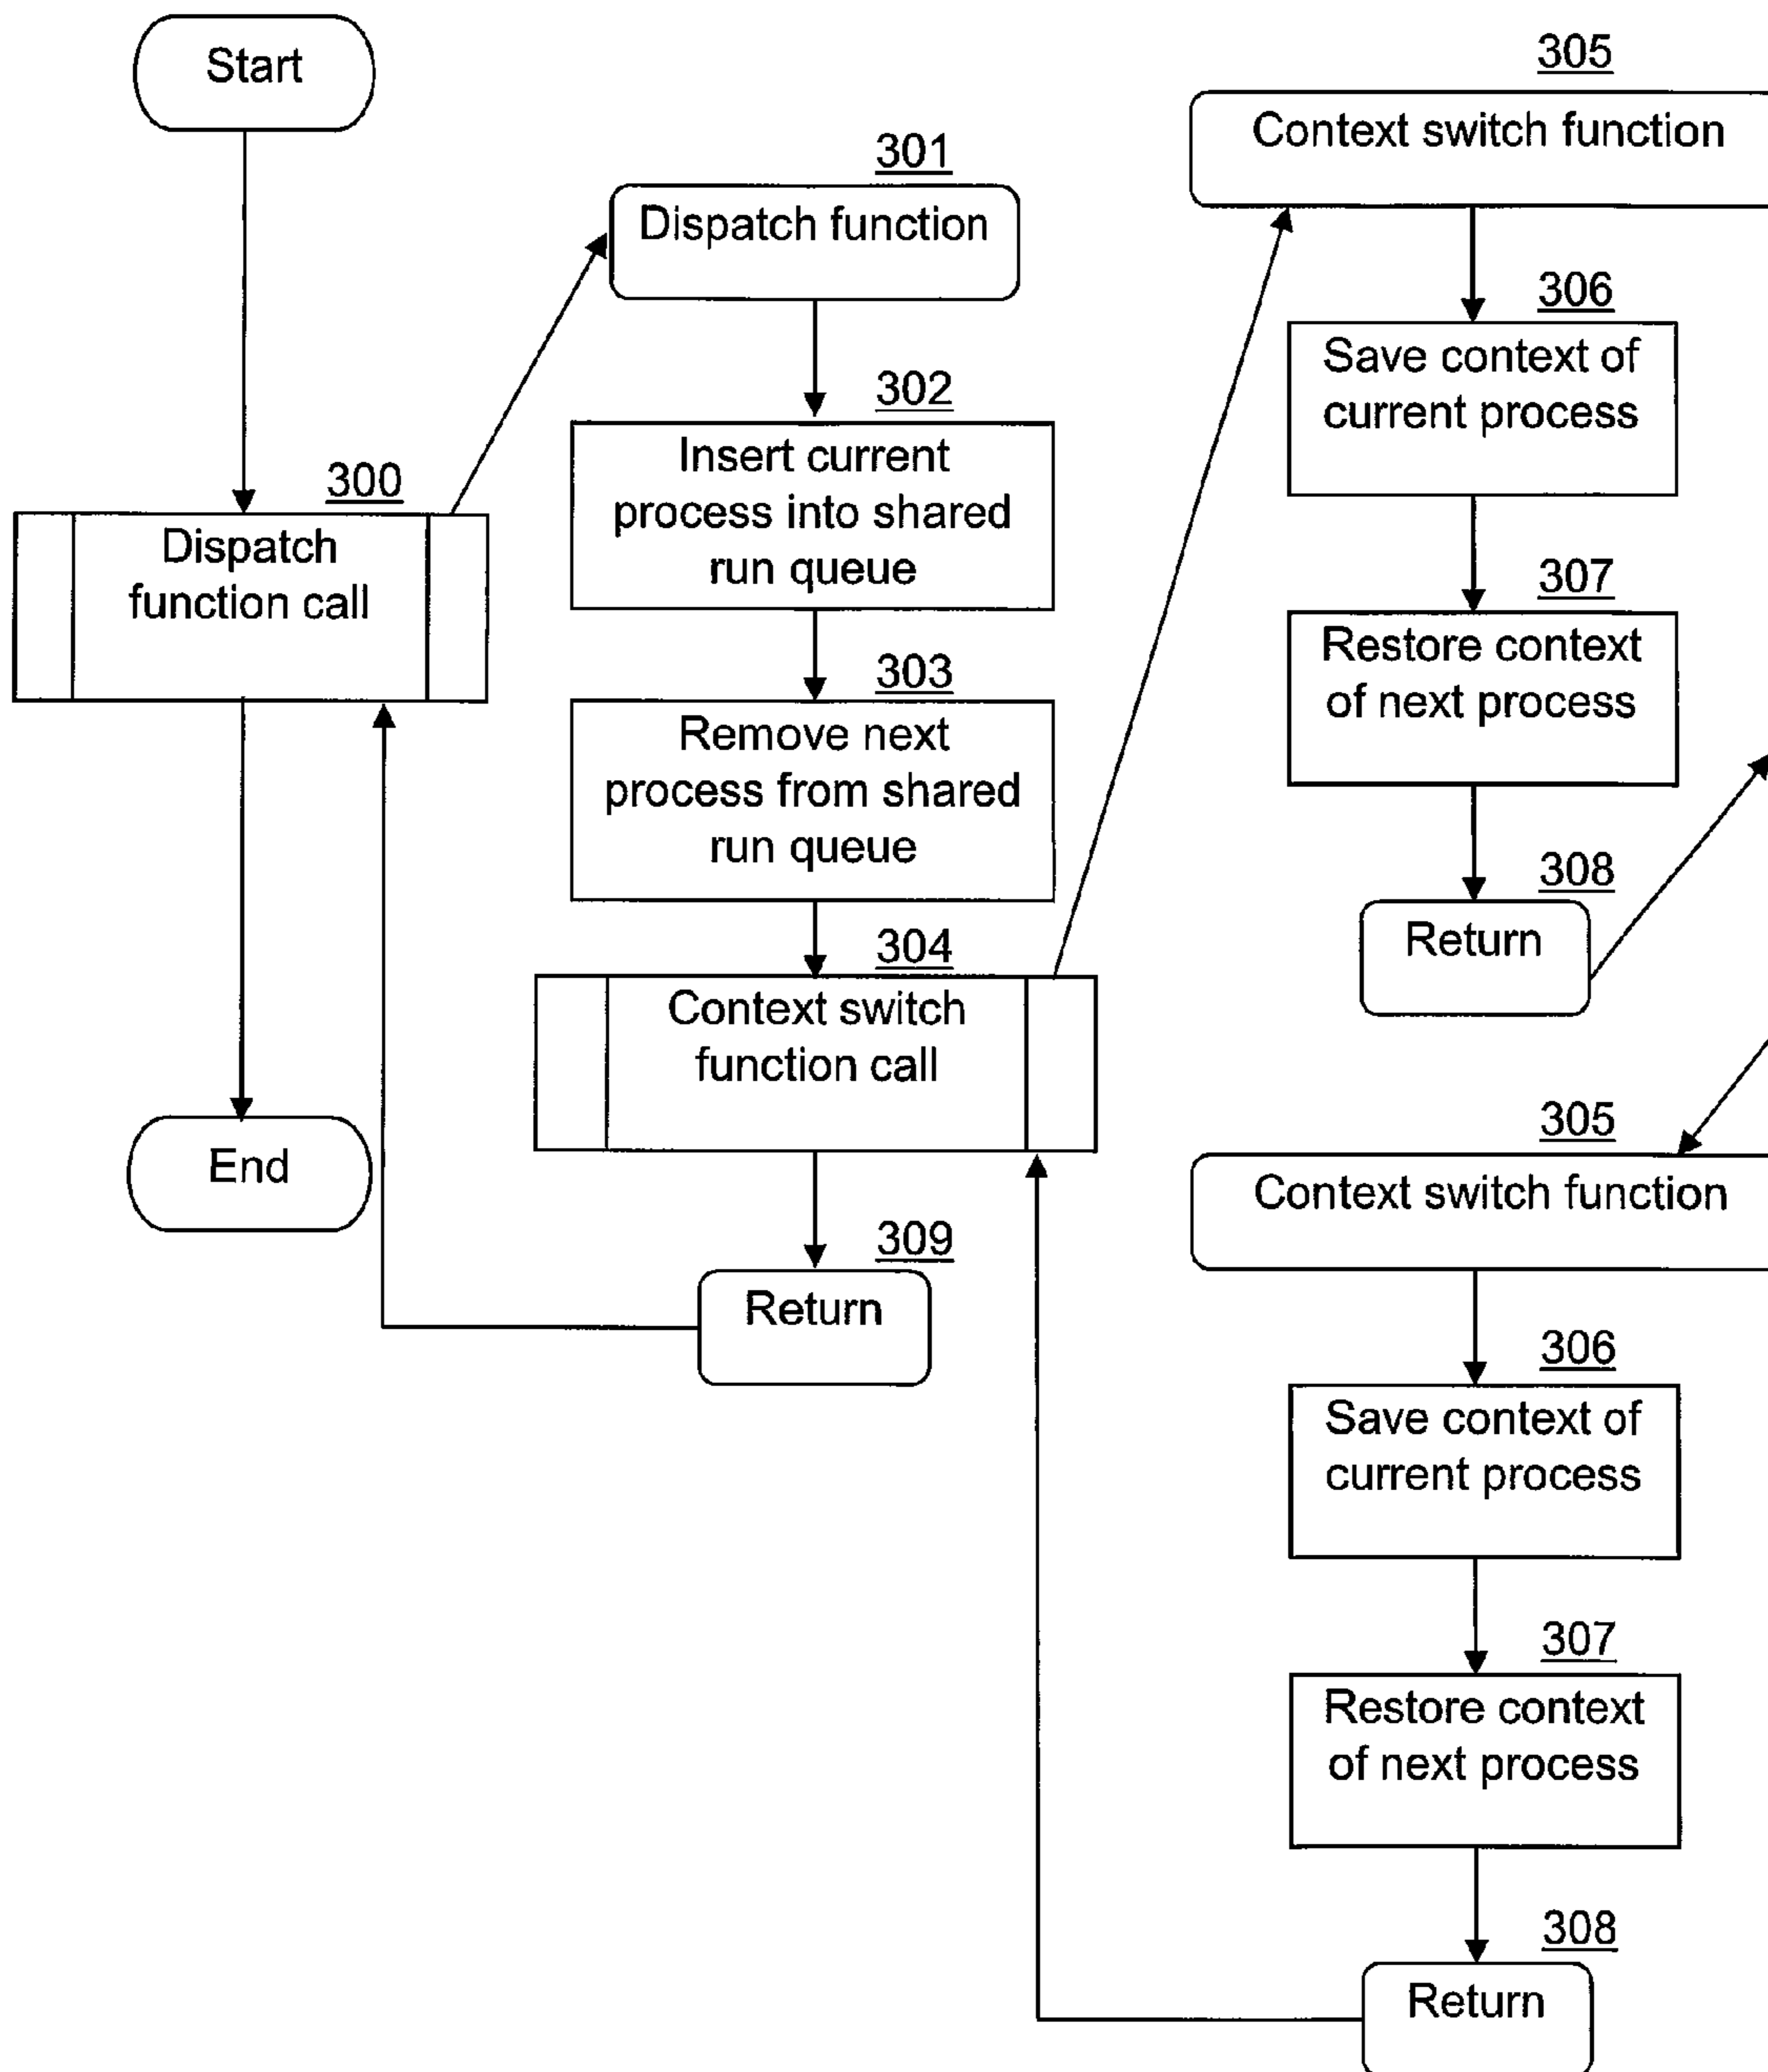 Start
300
Dispatch
function call
End
301
Dispatch function
302
Insert current
process into shared
run queue
303
Remove next
process from shared
run queue
304
Context switch
function call
309
Return
305
Context switch function
306
Save context of
current process
307
Restore context
of next process
308
Return
305
Context switch function
306
Save context of
current process
307
Restore context
of next process
308
Return